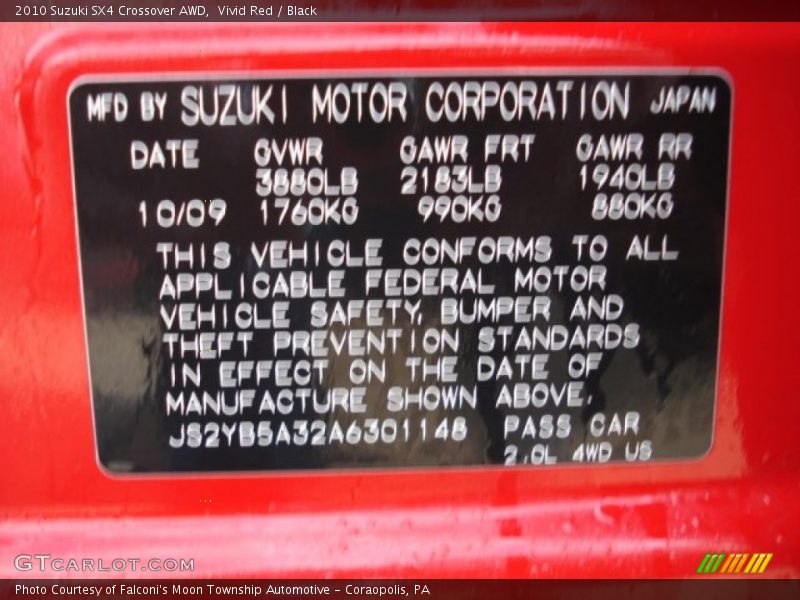 2010 Suzuki SX4 Crossover AWD, Vivid Red / Black
MFD BY SUZUKI MOTOR CORPORATION JAPAN
DATE GVWR GAWR FRT GAWR RR
3880LB 2183LB 1940LB
10/09 1760KG 990KG 880KG
THIS VEHICLE CONFORMS TO ALL
APPLICABLE FEDERAL MOTOR
VEHICLE SAFETY, BUMPER AND
THEFT PREVENTION STANDARDS
IN EFFECT ON THE DATE OF
MANUFACTURE SHOWN ABOVE.
JS2YB5A32A6301148 PASS CAR
2.0L 4WD US
GTCARLOT.COM
Photo Courtesy of Falconi's Moon Township Automotive - Coraopolis, PA